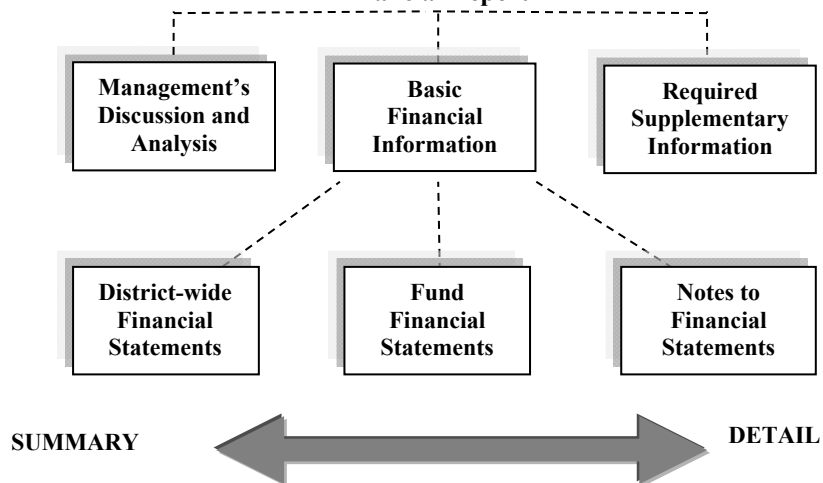 Management’s
Discussion and
Analysis
Basic
Financial
Information
Required
Supplementary
Information
District-wide
Financial
Statements
Fund
Financial
Statements
Notes to
Financial
Statements
SUMMARY
DETAIL